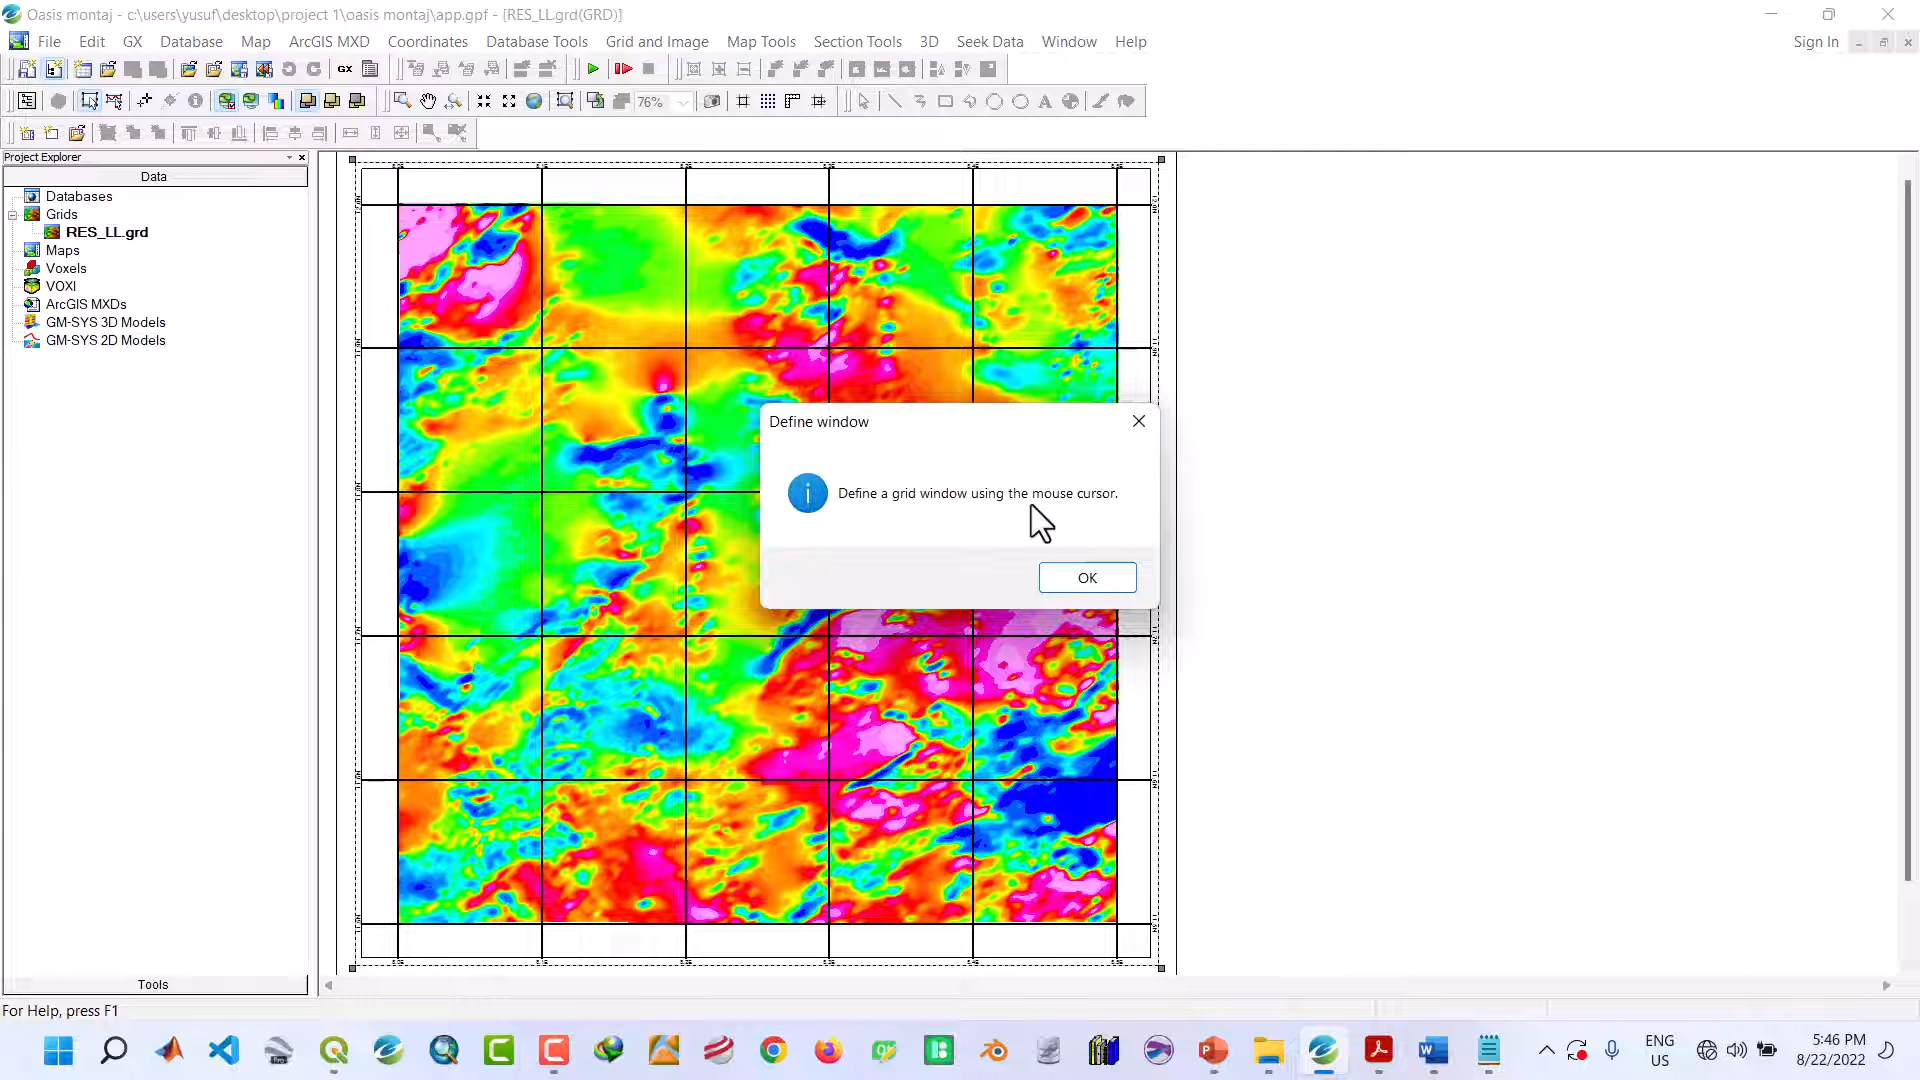 Oasis montaj - c:\users\yusuf\desktop\project 1\oasis montaj\app.gpf - [RES_LL.grd(GRD)]
File Edit GX Database Map ArcGIS MXD Coordinates Database Tools Grid and Image Map Tools Section Tools 3D Seek Data Window Help
Sign In
GX
76%
A
Project Explorer
Data
Databases
Grids
RES_LL.grd
Maps
Voxels
VOXI
ArcGIS MXDs
GM-SYS 3D Models
GM-SYS 2D Models
Define window
Define a grid window using the mouse cursor.
OK
Tools
For Help, press F1
ENG
US
5:46 PM
8/22/2022